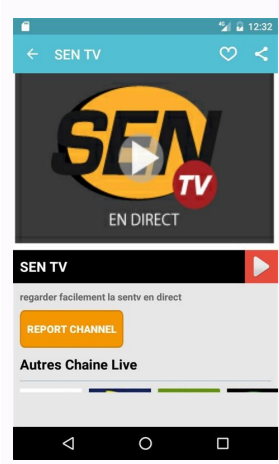 4G 12:32
SEN TV
SEN
TV
EN DIRECT
SEN TV
regarder facilement la sentv en direct
REPORT CHANNEL
Autres Chaine Live